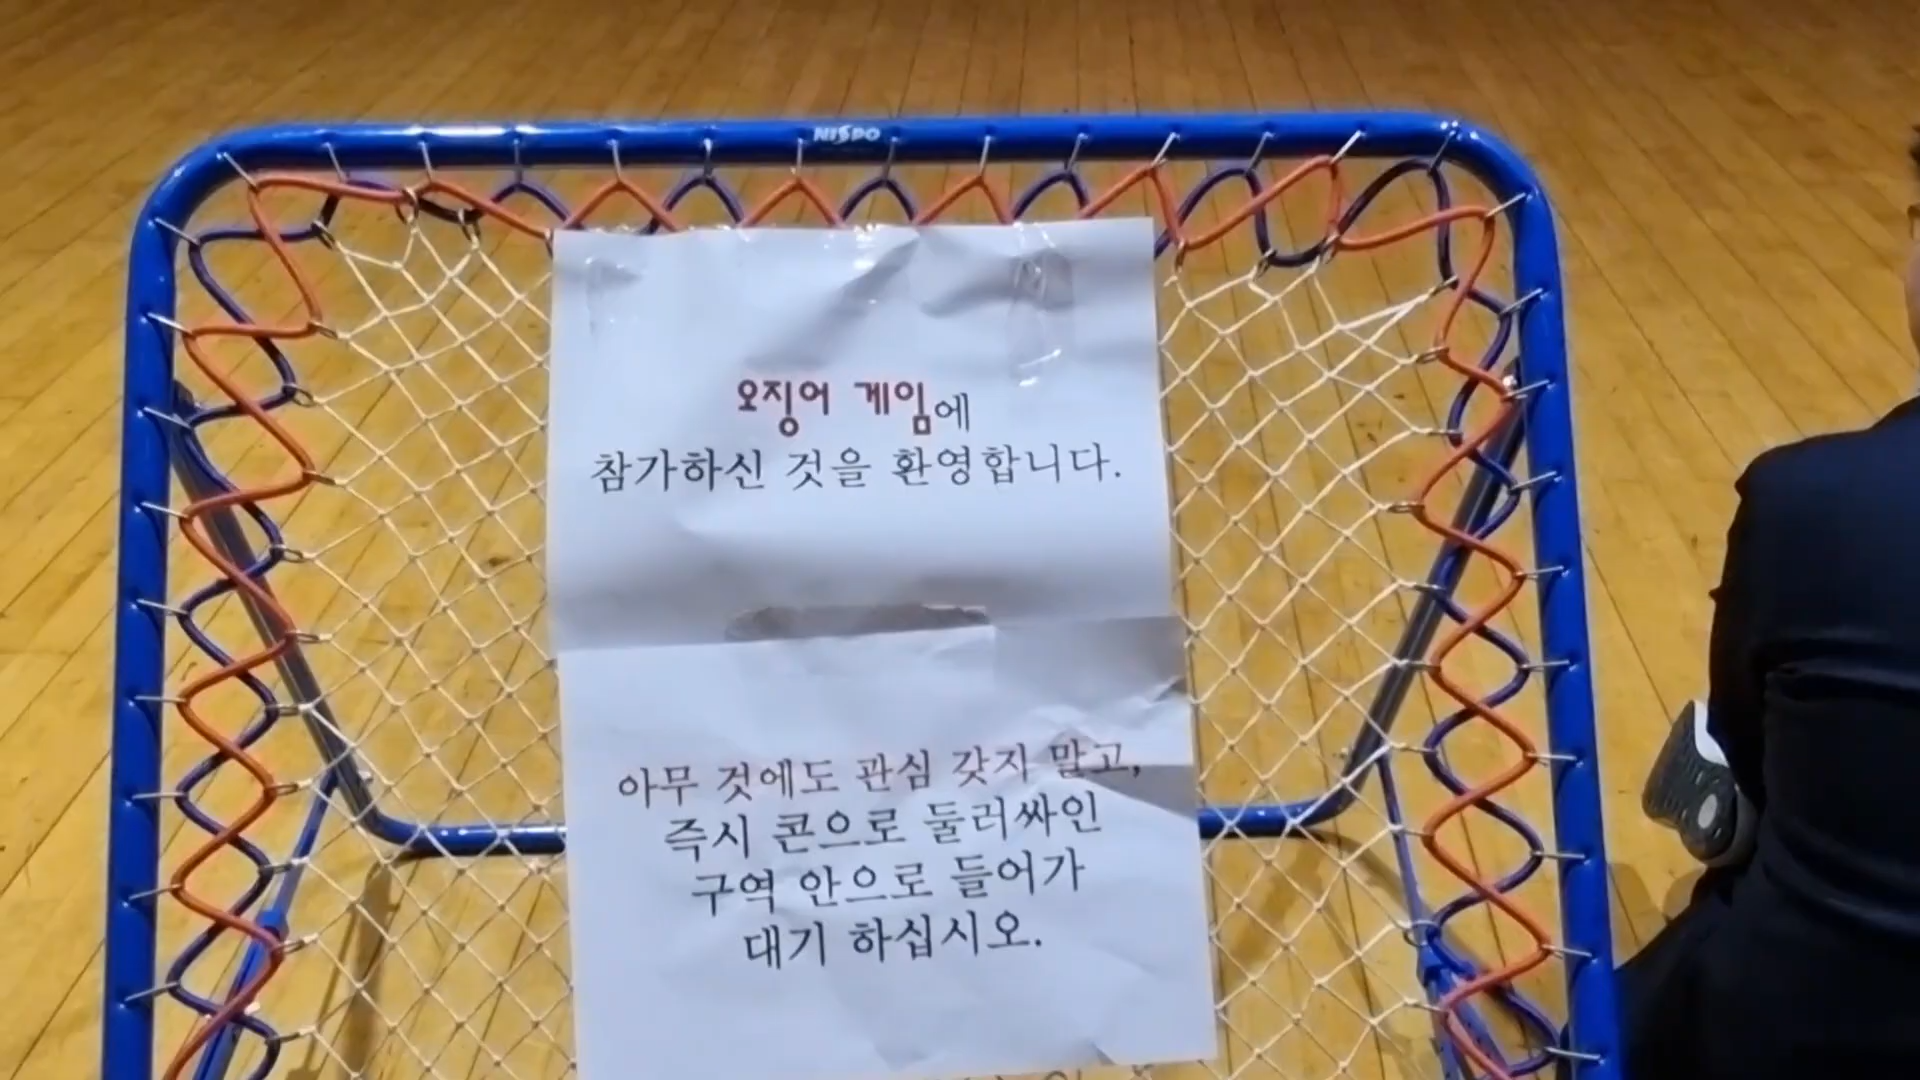 NISPO
오징어 게임에
참가하신 것을 환영합니다.
아무 것에도 관심 갖지 말고,
즉시 콘으로 둘러싸인
구역 안으로 들어가
대기 하십시오.